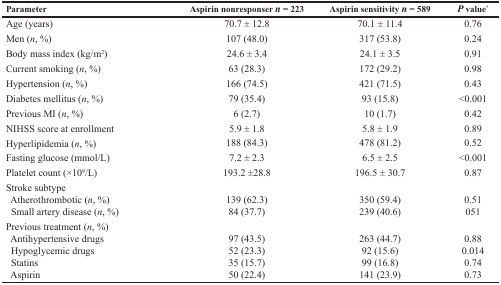 Parameter Aspirin nonresponser n = 223 Aspirin sensitivity n = 589 P value*
Age (years) 70.7 ± 12.8 70.1 ± 11.4 0.76
Men (n, %) 107 (48.0) 317 (53.8) 0.24
Body mass index (kg/m²) 24.6 ± 3.4 24.1 ± 3.5 0.91
Current smoking (n, %) 63 (28.3) 172 (29.2) 0.98
Hypertension (n, %) 166 (74.5) 421 (71.5) 0.43
Diabetes mellitus (n, %) 79 (35.4) 93 (15.8) <0.001
Previous MI (n, %) 6 (2.7) 10 (1.7) 0.42
NIHSS score at enrollment 5.9 ± 1.8 5.8 ± 1.9 0.89
Hyperlipidemia (n, %) 188 (84.3) 478 (81.2) 0.52
Fasting glucose (mmol/L) 7.2 ± 2.3 6.5 ± 2.5 <0.001
Platelet count (×10⁹/L) 193.2 ±28.8 196.5 ± 30.7 0.87
Stroke subtype
Atherothrombotic (n, %) 139 (62.3) 350 (59.4) 0.51
Small artery disease (n, %) 84 (37.7) 239 (40.6) 051
Previous treatment (n, %)
Antihypertensive drugs 97 (43.5) 263 (44.7) 0.88
Hypoglycemic drugs 52 (23.3) 92 (15.6) 0.014
Statins 35 (15.7) 99 (16.8) 0.74
Aspirin 50 (22.4) 141 (23.9) 0.73